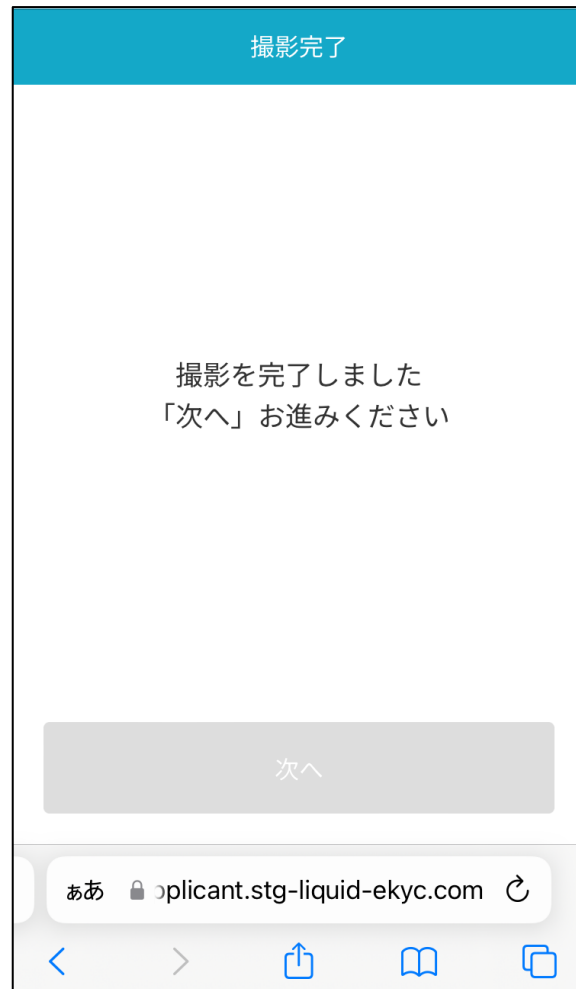 撮影完了
撮影を完了しました
「次へ」お進みください
次へ
ぁあ
pplicant.stg-liquid-ekyc.com